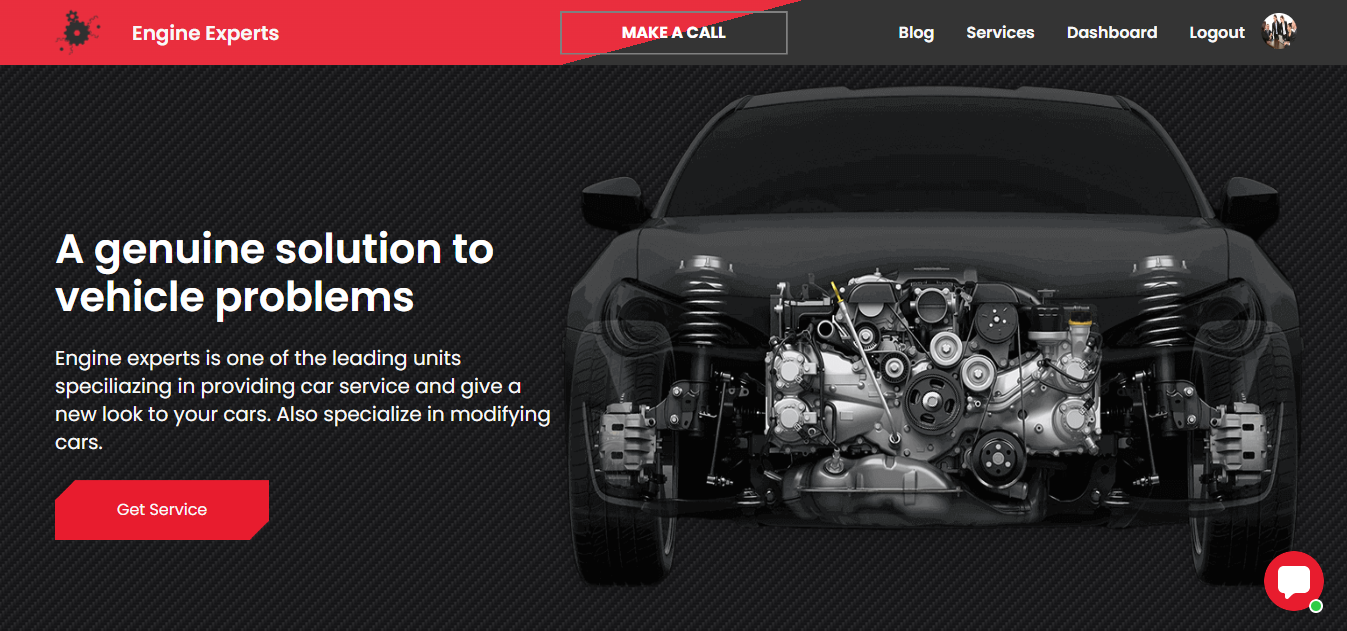 Engine Experts
MAKE A CALL
Blog
Services
Dashboard
Logout
A genuine solution to
vehicle problems
Engine experts is one of the leading units
speciliazing in providing car service and give a
new look to your cars. Also specialize in modifying
cars.
Get Service